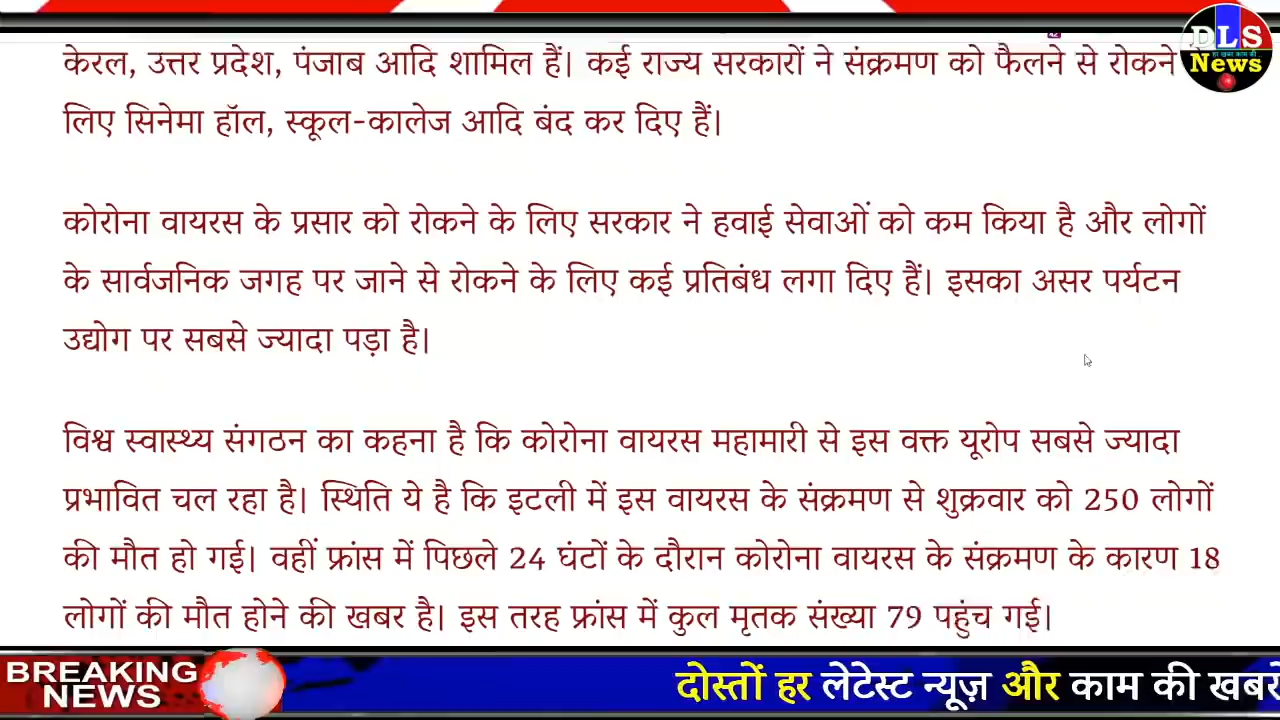 केरल, उत्तर प्रदेश, पंजाब आदि शामिल हैं। कई राज्य सरकारों ने संक्रमण को फैलने से रोकने
लिए सिनेमा हॉल, स्कूल-कालेज आदि बंद कर दिए हैं।
कोरोना वायरस के प्रसार को रोकने के लिए सरकार ने हवाई सेवाओं को कम किया है और लोगों
के सार्वजनिक जगह पर जाने से रोकने के लिए कई प्रतिबंध लगा दिए हैं। इसका असर पर्यटन
उद्योग पर सबसे ज्यादा पड़ा है।
विश्व स्वास्थ्य संगठन का कहना है कि कोरोना वायरस महामारी से इस वक्त यूरोप सबसे ज्यादा
प्रभावित चल रहा है। स्थिति ये है कि इटली में इस वायरस के संक्रमण से शुक्रवार को 250 लोगों
की मौत हो गई। वहीं फ्रांस में पिछले 24 घंटों के दौरान कोरोना वायरस के संक्रमण के कारण 18
लोगों की मौत होने की खबर है। इस तरह फ्रांस में कुल मृतक संख्या 79 पहुंच गई।
DLS
News
BREAKING
NEWS
दोस्तों हर लेटेस्ट न्यूज़ और काम की खबरे